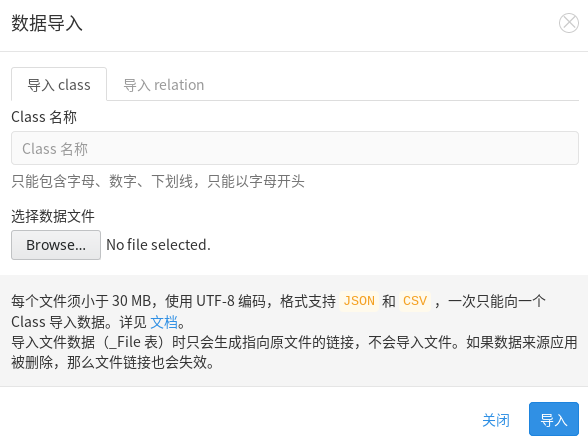 数据导入
导入 class
导入 relation
Class 名称
Class 名称
只能包含字母、数字、下划线，只能以字母开头
选择数据文件
Browse... No file selected.
每个文件须小于 30 MB，使用 UTF-8 编码，格式支持 JSON 和 CSV ，一次只能向一个
Class 导入数据。详见 文档。
导入文件数据（_File 表）时只会生成指向原文件的链接，不会导入文件。如果数据来源应用
被删除，那么文件链接也会失效。
关闭
导入